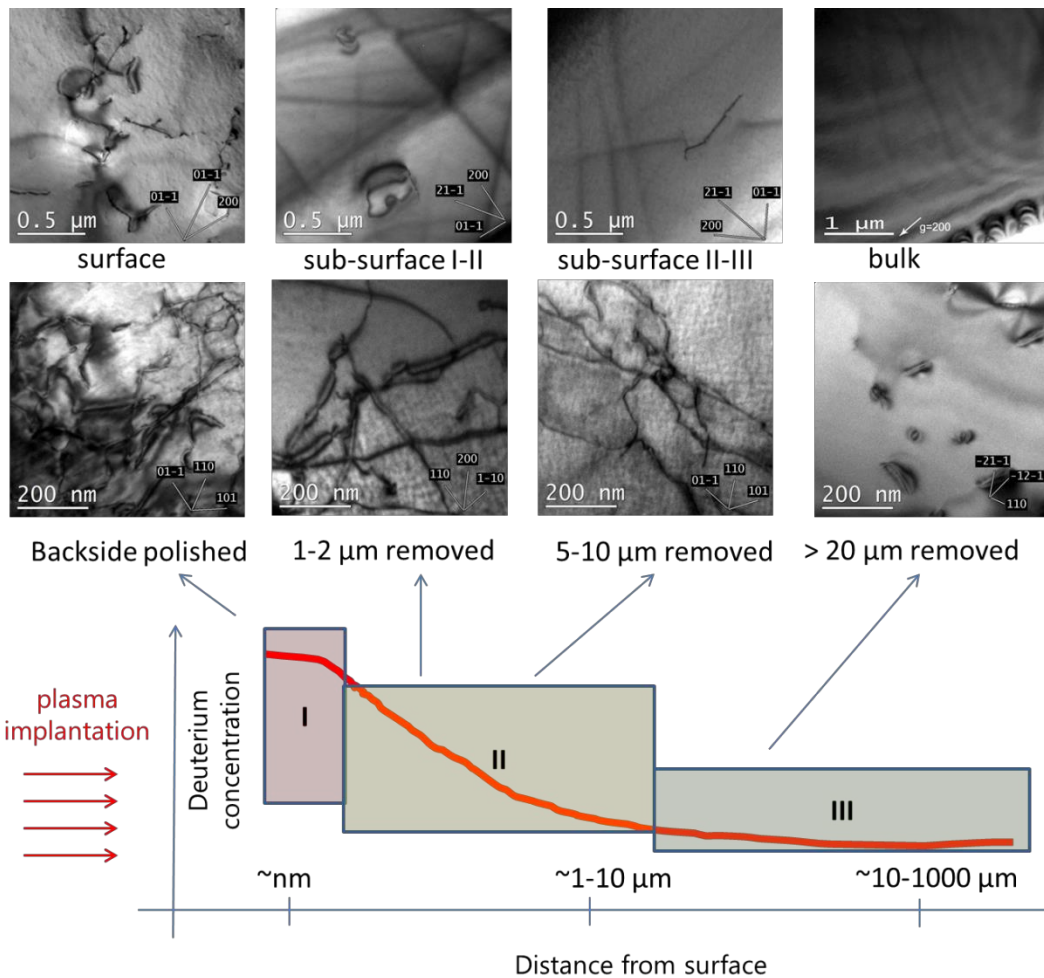 01-1
01-1
200
0.5 µm
200
21-1
01-1
0.5 µm
21-1
01-1
200
0.5 µm
1 µm
g=200
surface
sub-surface I-II
sub-surface II-III
bulk
01-1
110
101
200 nm
200
110
1-10
200 nm
110
01-1
101
200 nm
-21-1
-12-1
110
200 nm
Backside polished
1-2 µm removed
5-10 µm removed
> 20 µm removed
plasma
implantation
Deuterium
concentration
I
II
III
~nm
~1-10 µm
~10-1000 µm
Distance from surface